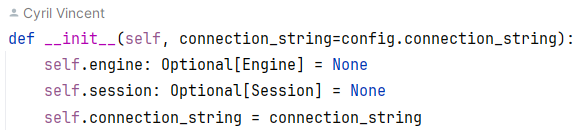 Cyril Vincent
def __init__(self, connection_string=config.connection_string):
    self.engine: Optional[Engine] = None
    self.session: Optional[Session] = None
    self.connection_string = connection_string